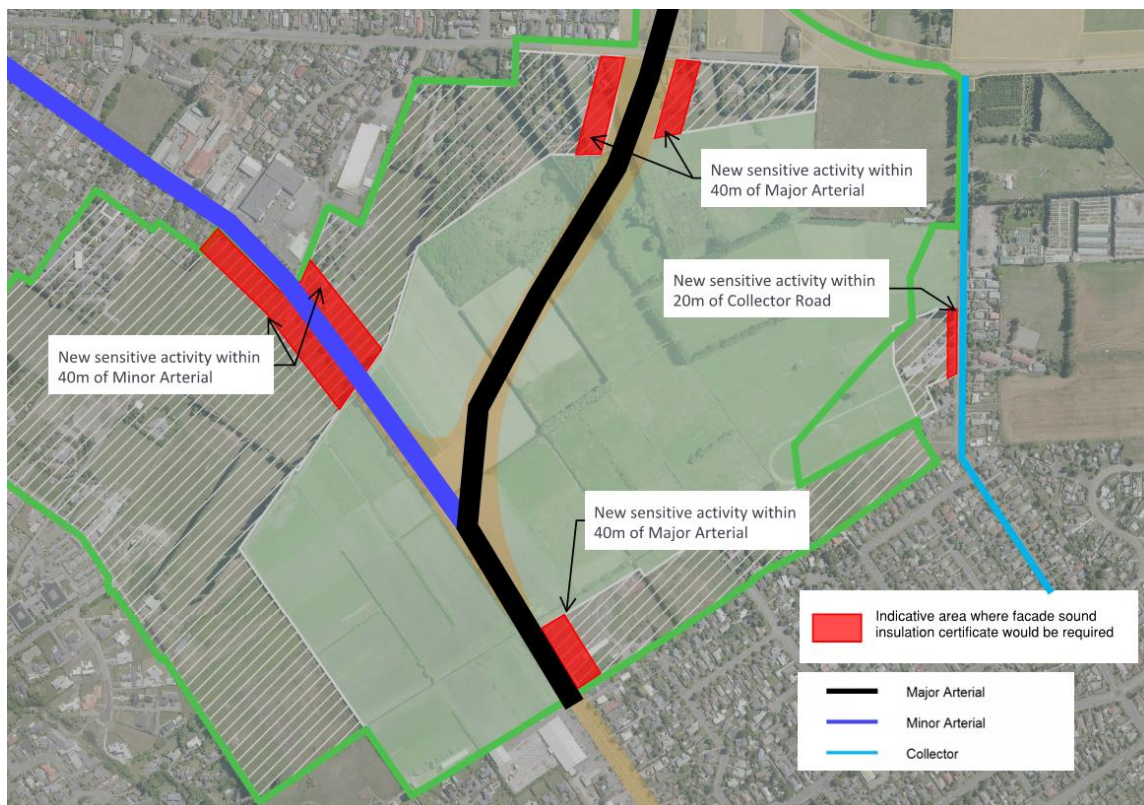 New sensitive activity within
40m of Major Arterial
New sensitive activity within
20m of Collector Road
New sensitive activity within
40m of Minor Arterial
New sensitive activity within
40m of Major Arterial
Indicative area where facade sound
insulation certificate would be required
Major Arterial
Minor Arterial
Collector